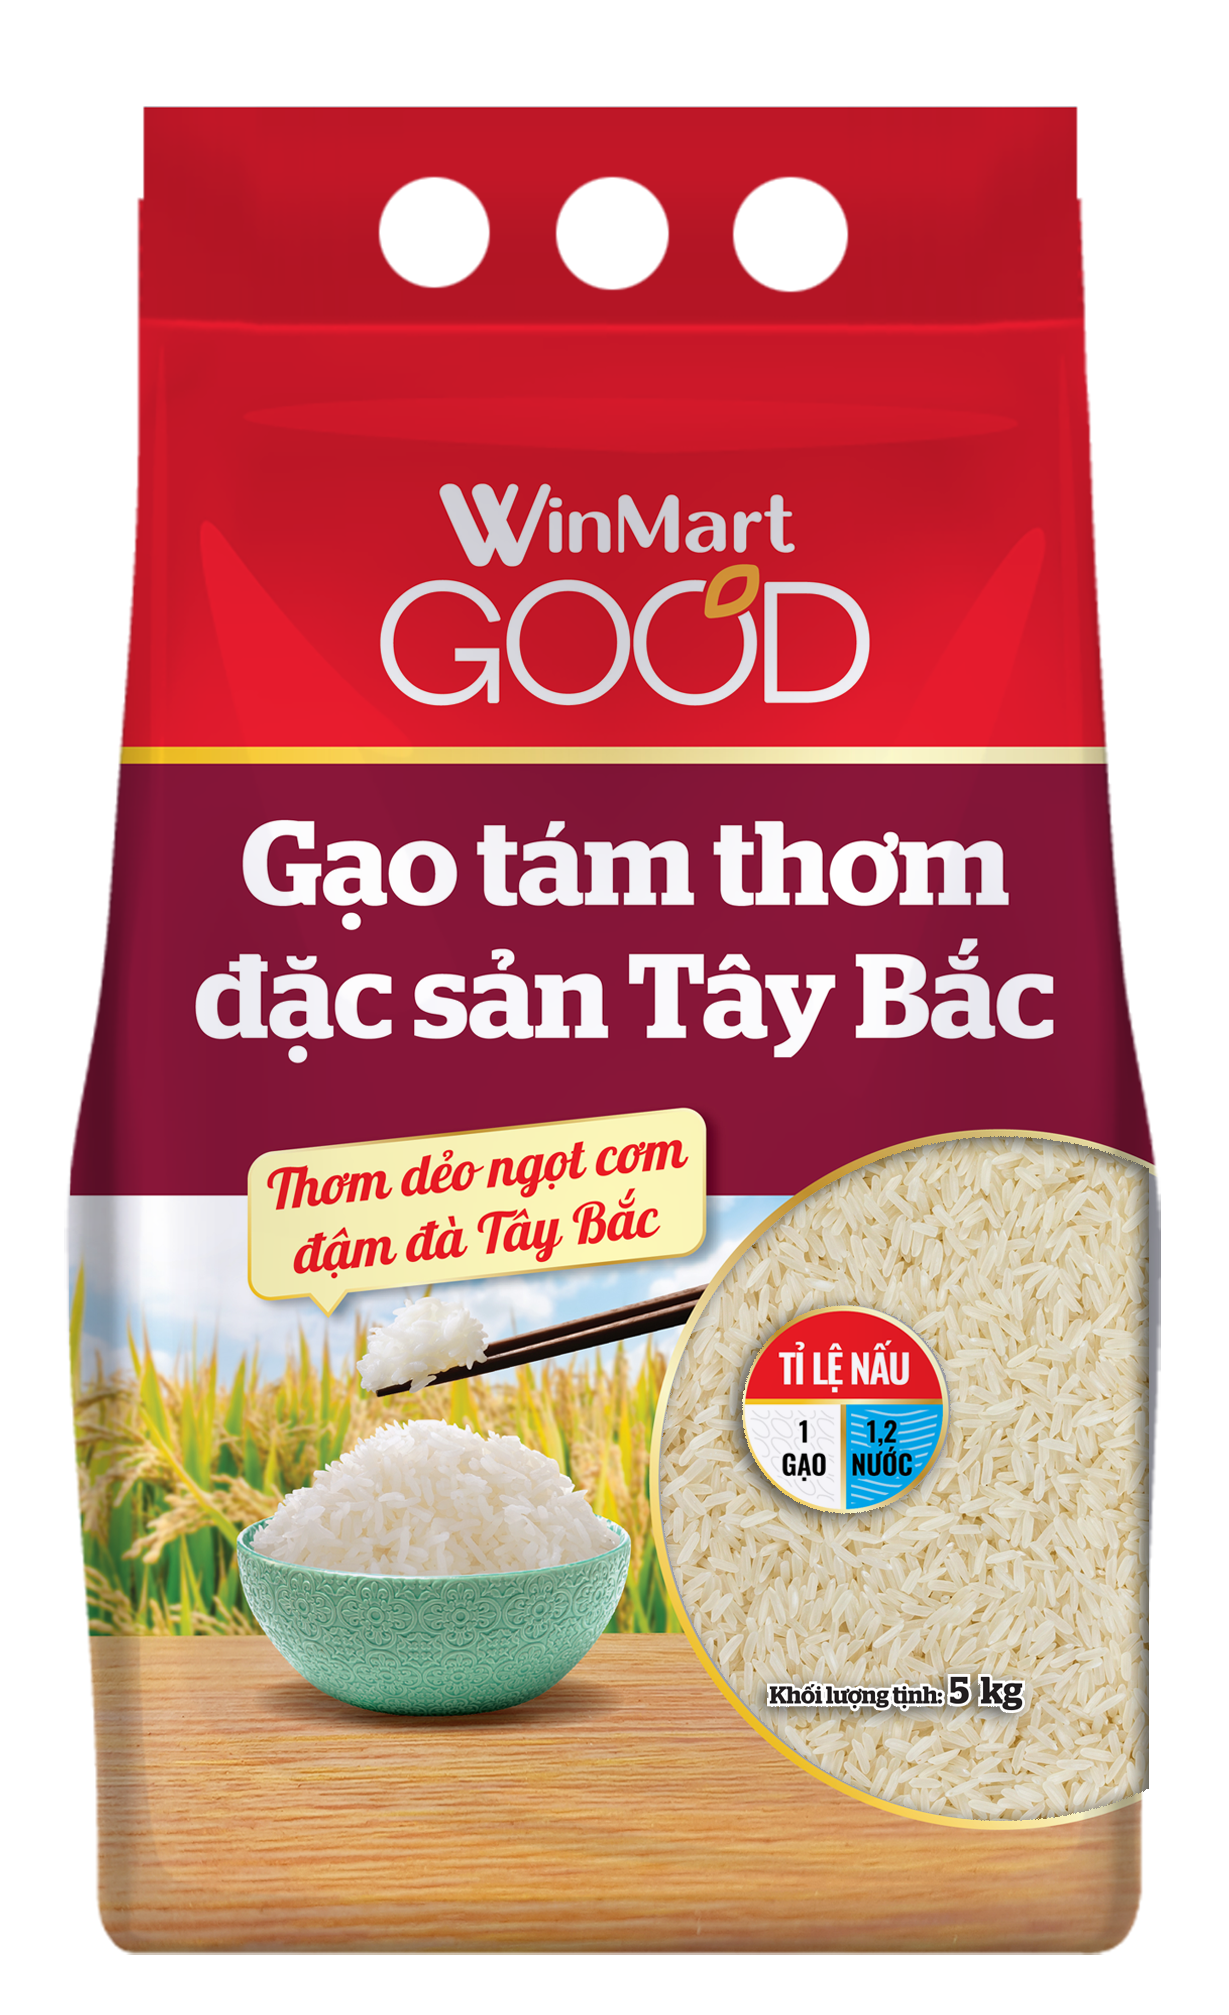 WinMart
GOOD
Gạo tám thơm
đặc sản Tây Bắc
Thơm dẻo ngọt cơm
đậm đà Tây Bắc
TỈ LỆ NẤU
1
GẠO
1,2
NƯỚC
Khối lượng tịnh: 5 kg